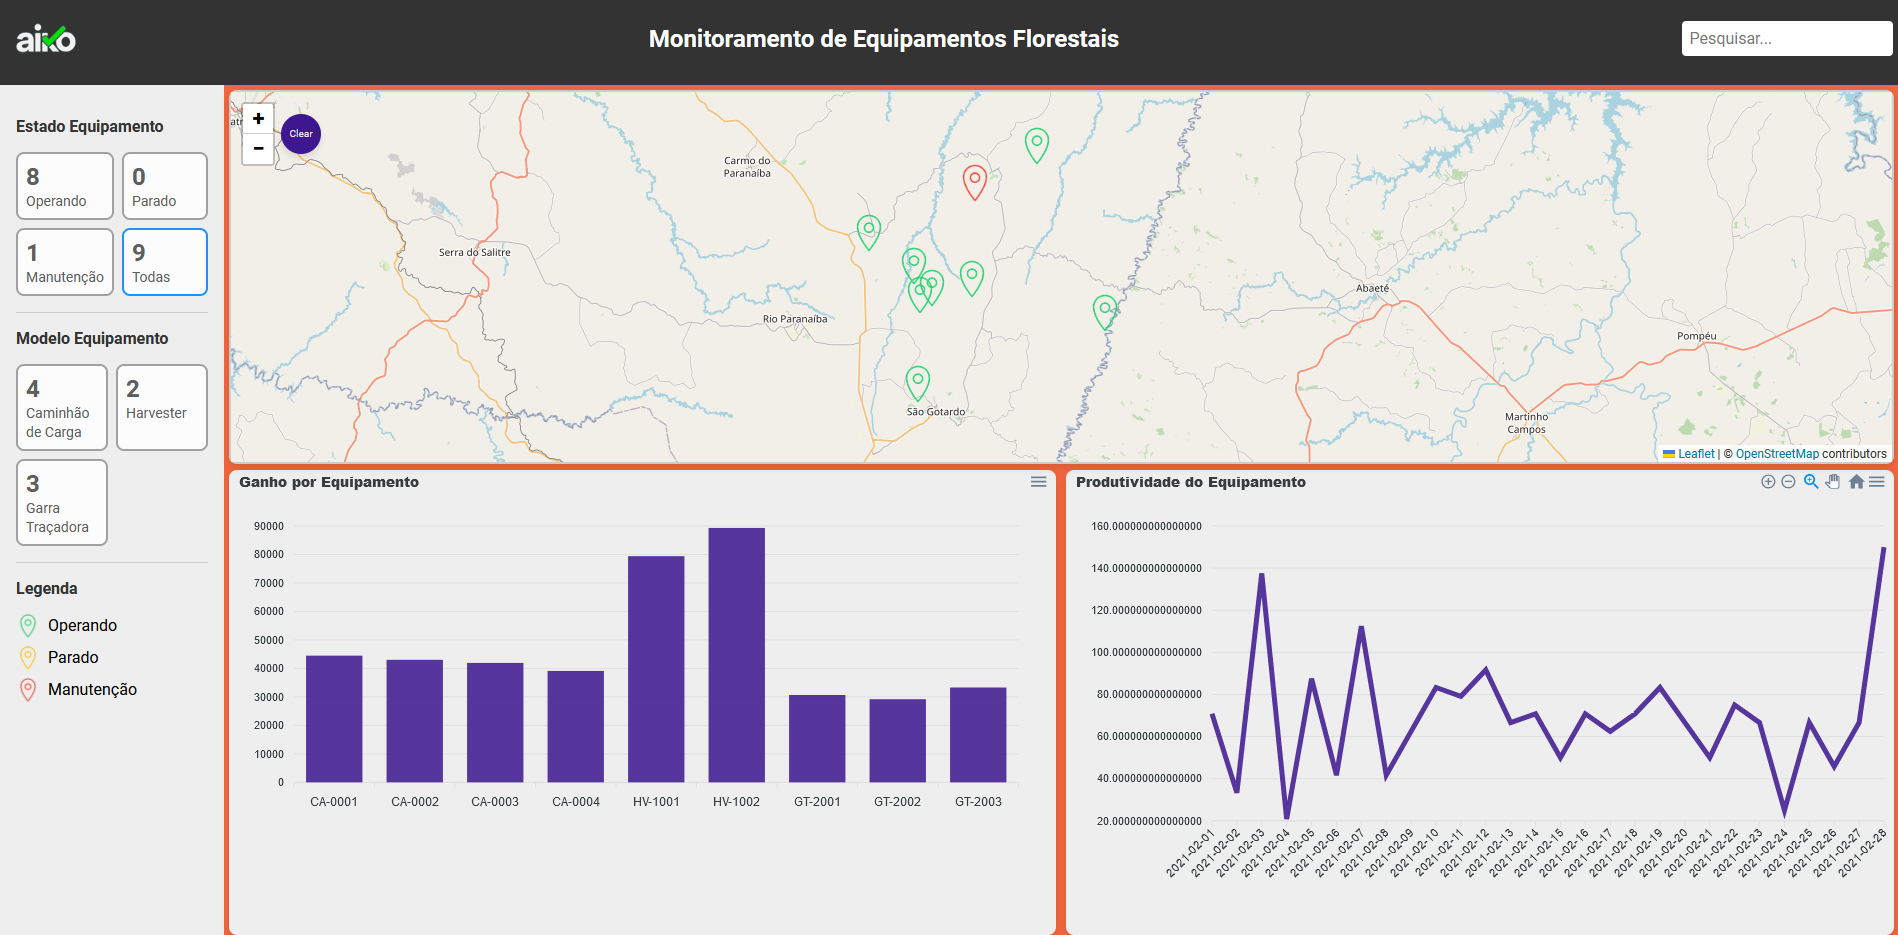 aiko
Monitoramento de Equipamentos Florestais
Pesquisar...
Estado Equipamento
8
Operando
0
Parado
1
Manutenção
9
Todas
Modelo Equipamento
4
Caminhão
de Carga
2
Harvester
3
Garra
Traçadora
Legenda
Operando
Parado
Manutenção
+
−
Clear
Carmo do
Paranaíba
Serra do Salitre
Rio Paranaíba
São Gotardo
Abaeté
Pompéu
Martinho
Campos
Leaflet | © OpenStreetMap contributors
Ganho por Equipamento
90000
80000
70000
60000
50000
40000
30000
20000
10000
0
CA-0001 CA-0002 CA-0003 CA-0004 HV-1001 HV-1002 GT-2001 GT-2002 GT-2003
Produtividade do Equipamento
160.000000000000000
140.000000000000000
120.000000000000000
100.000000000000000
80.000000000000000
60.000000000000000
40.000000000000000
20.000000000000000
2021-02-01 2021-02-02 2021-02-03 2021-02-04 2021-02-05 2021-02-06 2021-02-07 2021-02-08 2021-02-09 2021-02-10 2021-02-11 2021-02-12 2021-02-13 2021-02-14 2021-02-15 2021-02-16 2021-02-17 2021-02-18 2021-02-19 2021-02-20 2021-02-21 2021-02-22 2021-02-23 2021-02-24 2021-02-25 2021-02-26 2021-02-27 2021-02-28